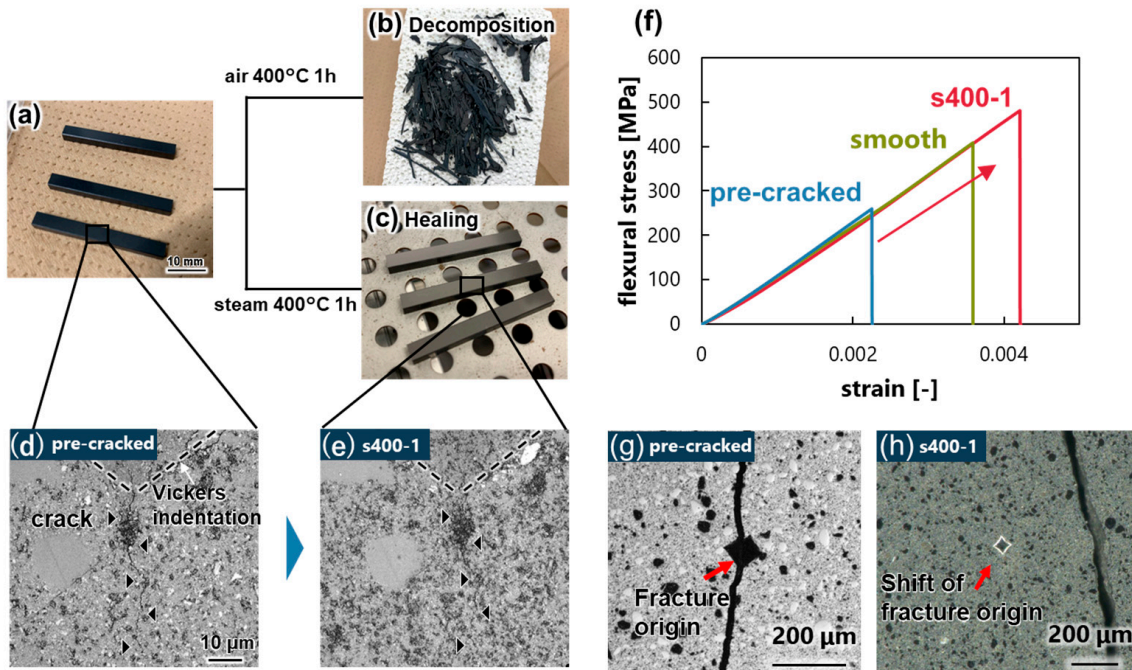 (a)
10 mm
air 400°C 1h
steam 400°C 1h
(b) Decomposition
(c) Healing
(d) pre-cracked
Vickers
indentation
crack
10 μm
(e) s400-1
(f)
flexural stress [MPa]
600
500
400
300
200
100
0
0
0.002
0.004
strain [-]
s400-1
smooth
pre-cracked
(g) pre-cracked
Fracture
origin
200 μm
(h) s400-1
Shift of
fracture origin
200 μm